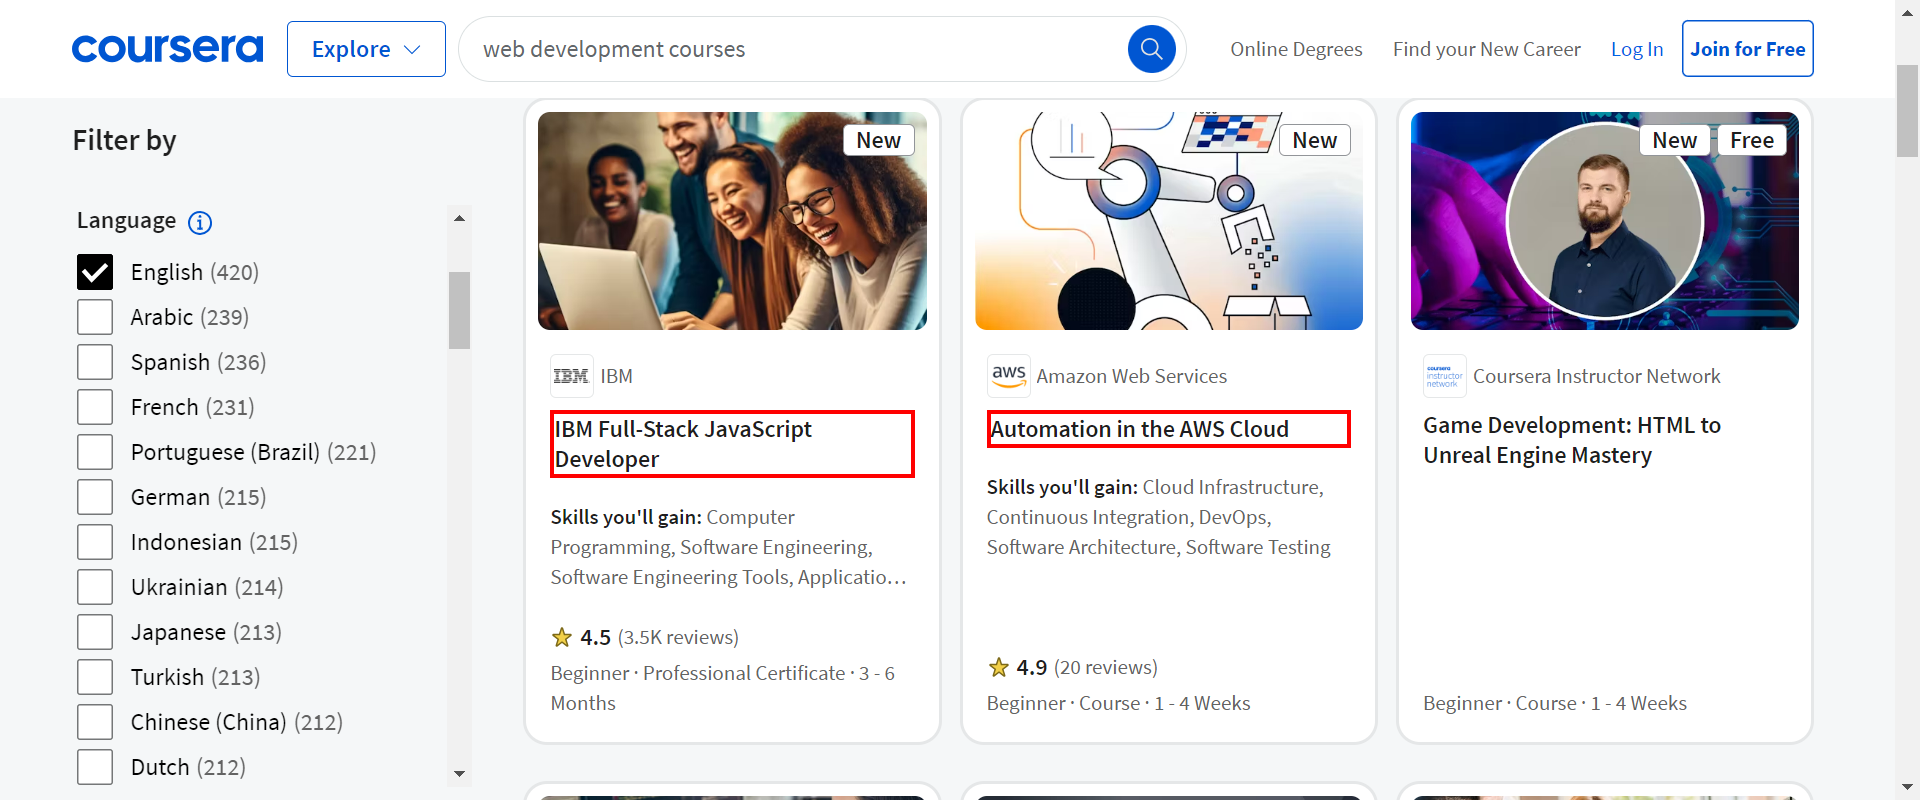 coursera
Explore
web development courses
Online Degrees
Find your New Career
Log In
Join for Free
Filter by
Language
English (420)
Arabic (239)
Spanish (236)
French (231)
Portuguese (Brazil) (221)
German (215)
Indonesian (215)
Ukrainian (214)
Japanese (213)
Turkish (213)
Chinese (China) (212)
Dutch (212)
New
IBM
IBM
IBM Full-Stack JavaScript
Developer
Skills you'll gain: Computer
Programming, Software Engineering,
Software Engineering Tools, Applicatio…
4.5 (3.5K reviews)
Beginner · Professional Certificate · 3 - 6
Months
New
aws
Amazon Web Services
Automation in the AWS Cloud
Skills you'll gain: Cloud Infrastructure,
Continuous Integration, DevOps,
Software Architecture, Software Testing
4.9 (20 reviews)
Beginner · Course · 1 - 4 Weeks
New
Free
coursera
instructor
network
Coursera Instructor Network
Game Development: HTML to
Unreal Engine Mastery
Beginner · Course · 1 - 4 Weeks